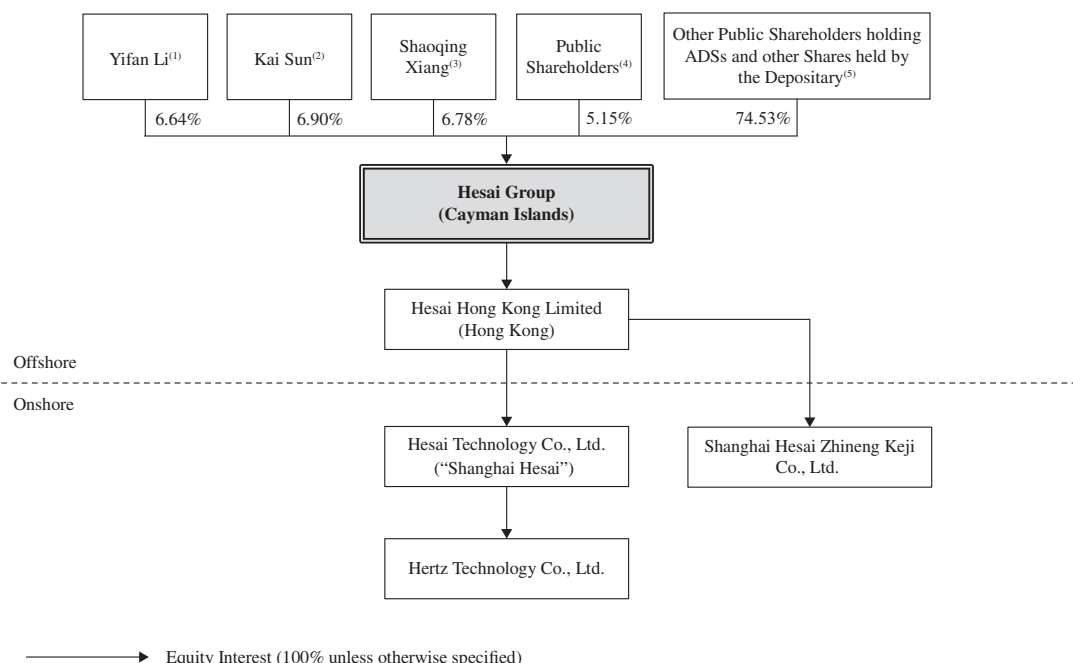 Yifan Li(1)
Kai Sun(2)
Shaoqing
Xiang(3)
Public
Shareholders(4)
Other Public Shareholders holding
ADSs and other Shares held by
the Depositary(5)
6.64%
6.90%
6.78%
5.15%
74.53%
Hesai Group
(Cayman Islands)
Hesai Hong Kong Limited
(Hong Kong)
Offshore
Onshore
Hesai Technology Co., Ltd.
(“Shanghai Hesai”)
Shanghai Hesai Zhineng Keji
Co., Ltd.
Hertz Technology Co., Ltd.
Equity Interest (100% unless otherwise specified)